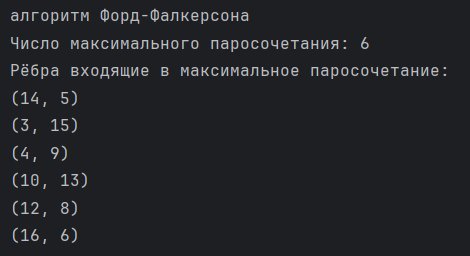 алгоритм Форд-Фалкерсона
Число максимального паросочетания: 6
Рёбра входящие в максимальное паросочетание:
(14, 5)
(3, 15)
(4, 9)
(10, 13)
(12, 8)
(16, 6)